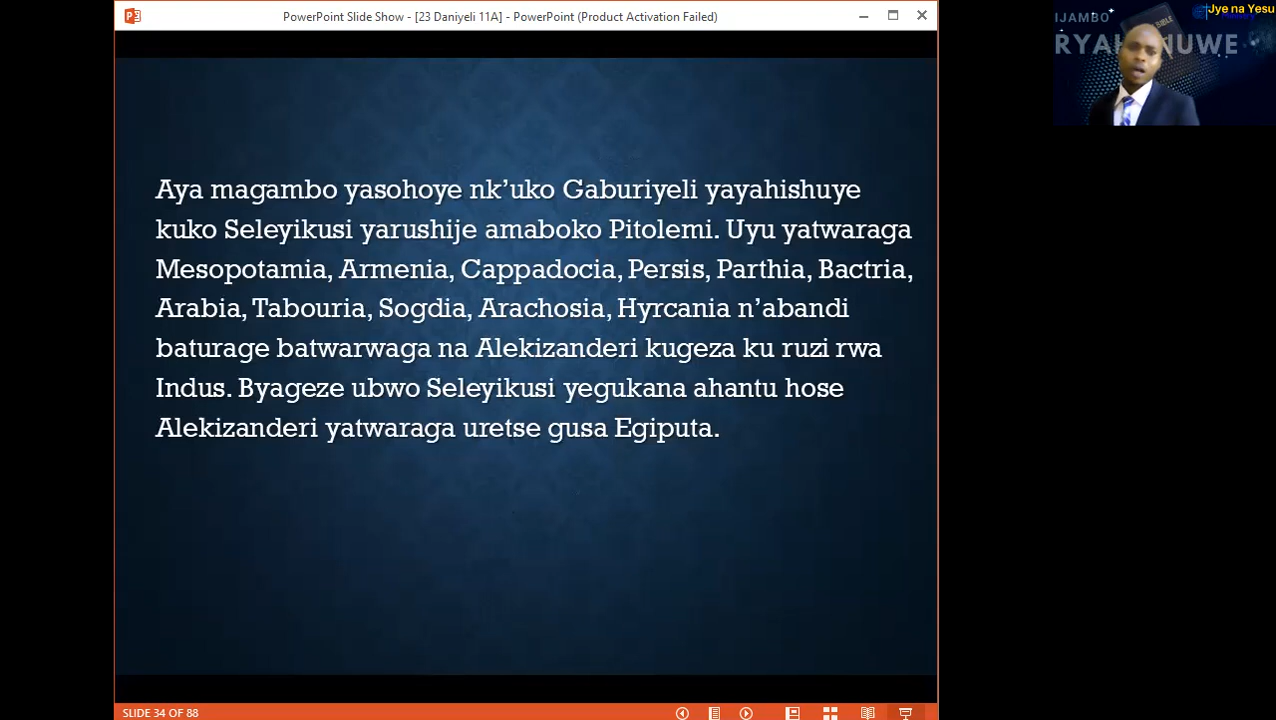 PowerPoint Slide Show - [23 Daniyeli 11A] - PowerPoint (Product Activation Failed)
Jye na Yesu
IJAMBO
BIBLE
Aya magambo yasohoye nk’uko Gaburiyeli yayahishuye
kuko Seleyikusi yarushije amaboko Pitolemi. Uyu yatwaraga
Mesopotamia, Armenia, Cappadocia, Persis, Parthia, Bactria,
Arabia, Tabouria, Sogdia, Arachosia, Hyrcania n’abandi
baturage batwarwaga na Alekizanderi kugeza ku ruzi rwa
Indus. Byageze ubwo Seleyikusi yegukana ahantu hose
Alekizanderi yatwaraga uretse gusa Egiputa.
SLIDE 34 OF 88